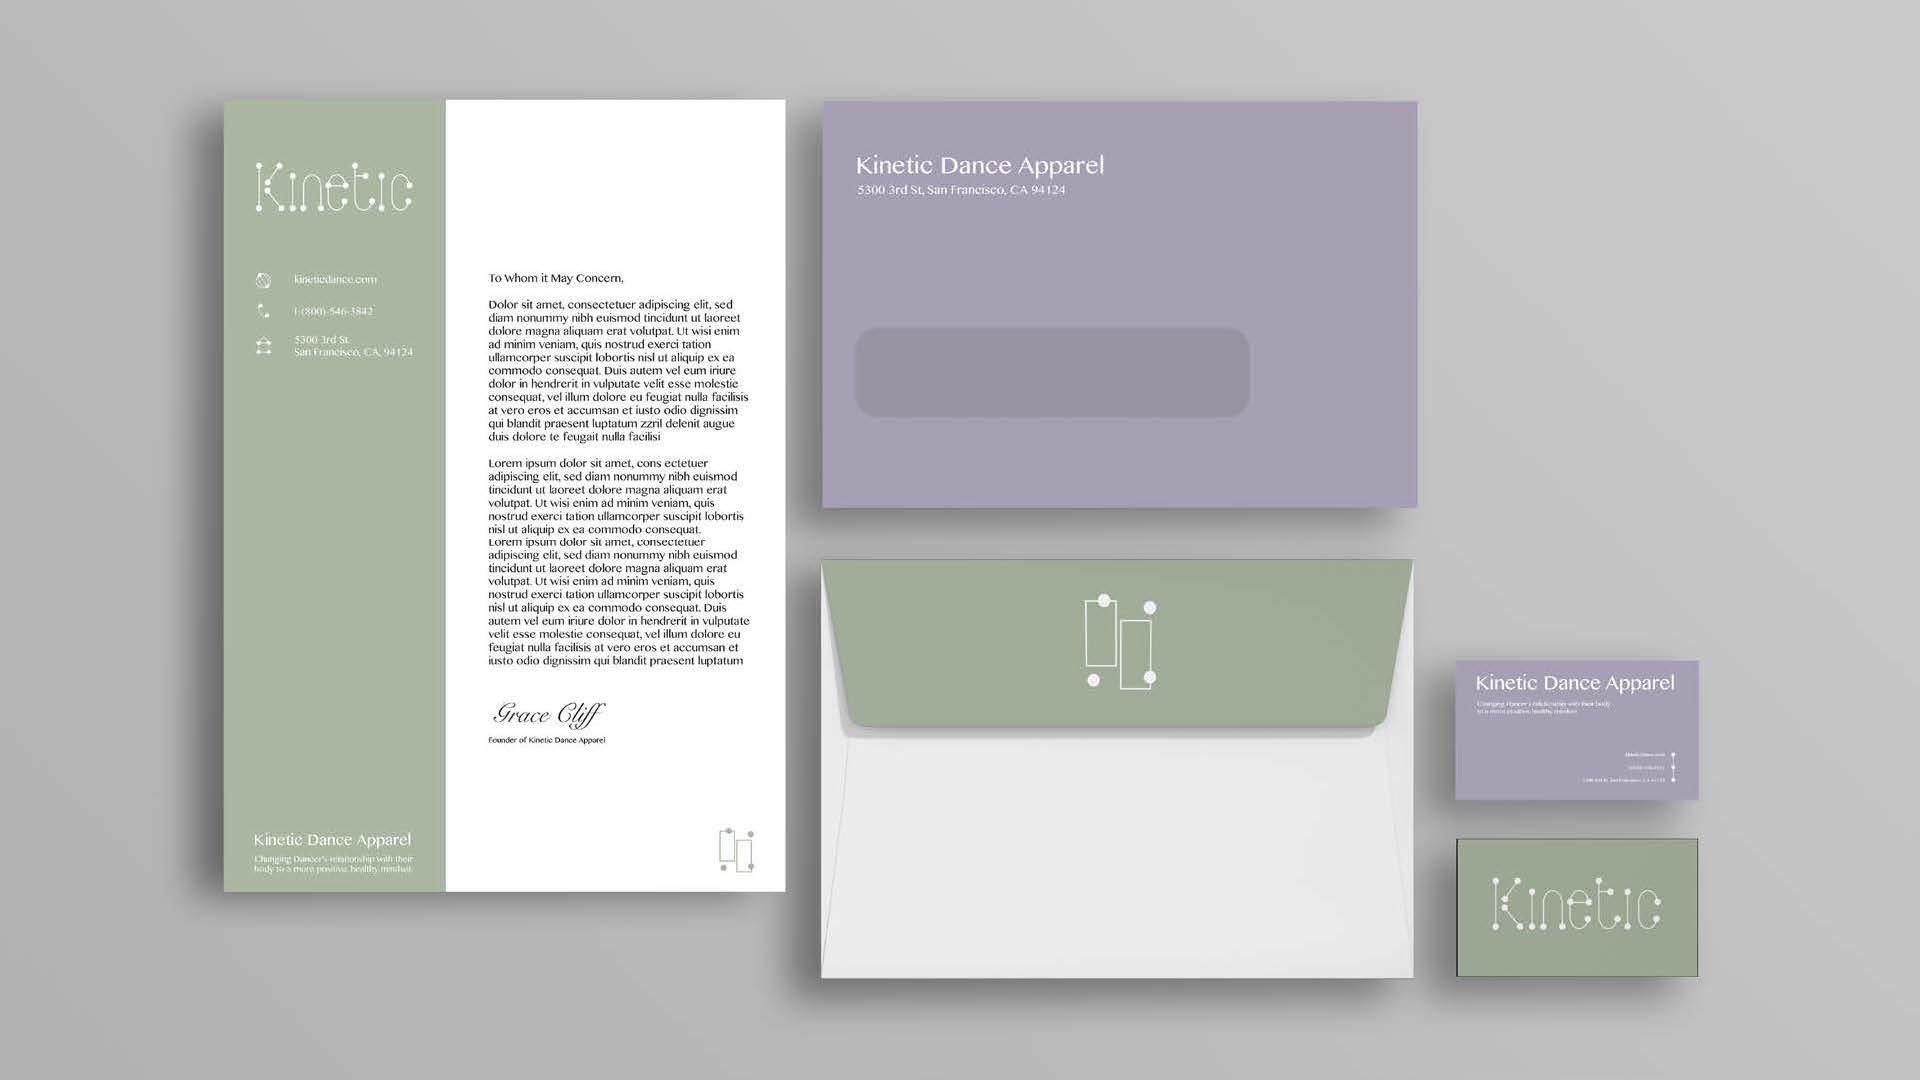 Kinetic
kineticdance.com
1-(800)-546-3842
5300 3rd St.
San Francisco, CA, 94124
Kinetic Dance Apparel
Changing Dancer's relationship with their
body to a more positive, healthy mindset.
To Whom it May Concern,
Dolor sit amet, consectetuer adipiscing elit, sed
diam nonummy nibh euismod tincidunt ut laoreet
dolore magna aliquam erat volutpat. Ut wisi enim
ad minim veniam, quis nostrud exerci tation
ullamcorper suscipit lobortis nisl ut aliquip ex ea
commodo consequat. Duis autem vel eum iriure
dolor in hendrerit in vulputate velit esse molestie
consequat, vel illum dolore eu feugiat nulla facilisis
at vero eros et accumsan et iusto odio dignissim
qui blandit praesent luptatum zzril delenit augue
duis dolore te feugait nulla facilisi
Lorem ipsum dolor sit amet, cons ectetuer
adipiscing elit, sed diam nonummy nibh euismod
tincidunt ut laoreet dolore magna aliquam erat
volutpat. Ut wisi enim ad minim veniam, quis
nostrud exerci tation ullamcorper suscipit lobortis
nisl ut aliquip ex ea commodo consequat.
Lorem ipsum dolor sit amet, consectetuer
adipiscing elit, sed diam nonummy nibh euismod
tincidunt ut laoreet dolore magna aliquam erat
volutpat. Ut wisi enim ad minim veniam, quis
nostrud exerci tation ullamcorper suscipit lobortis
nisl ut aliquip ex ea commodo consequat. Duis
autem vel eum iriure dolor in hendrerit in vulputate
velit esse molestie consequat, vel illum dolore eu
feugiat nulla facilisis at vero eros et accumsan et
iusto odio dignissim qui blandit praesent luptatum
Grace Cliff
Founder of Kinetic Dance Apparel
Kinetic Dance Apparel
5300 3rd St, San Francisco, CA 94124
Kinetic Dance Apparel
Changing Dancer's relationship with their body
to a more positive, healthy mindset
Kinetic